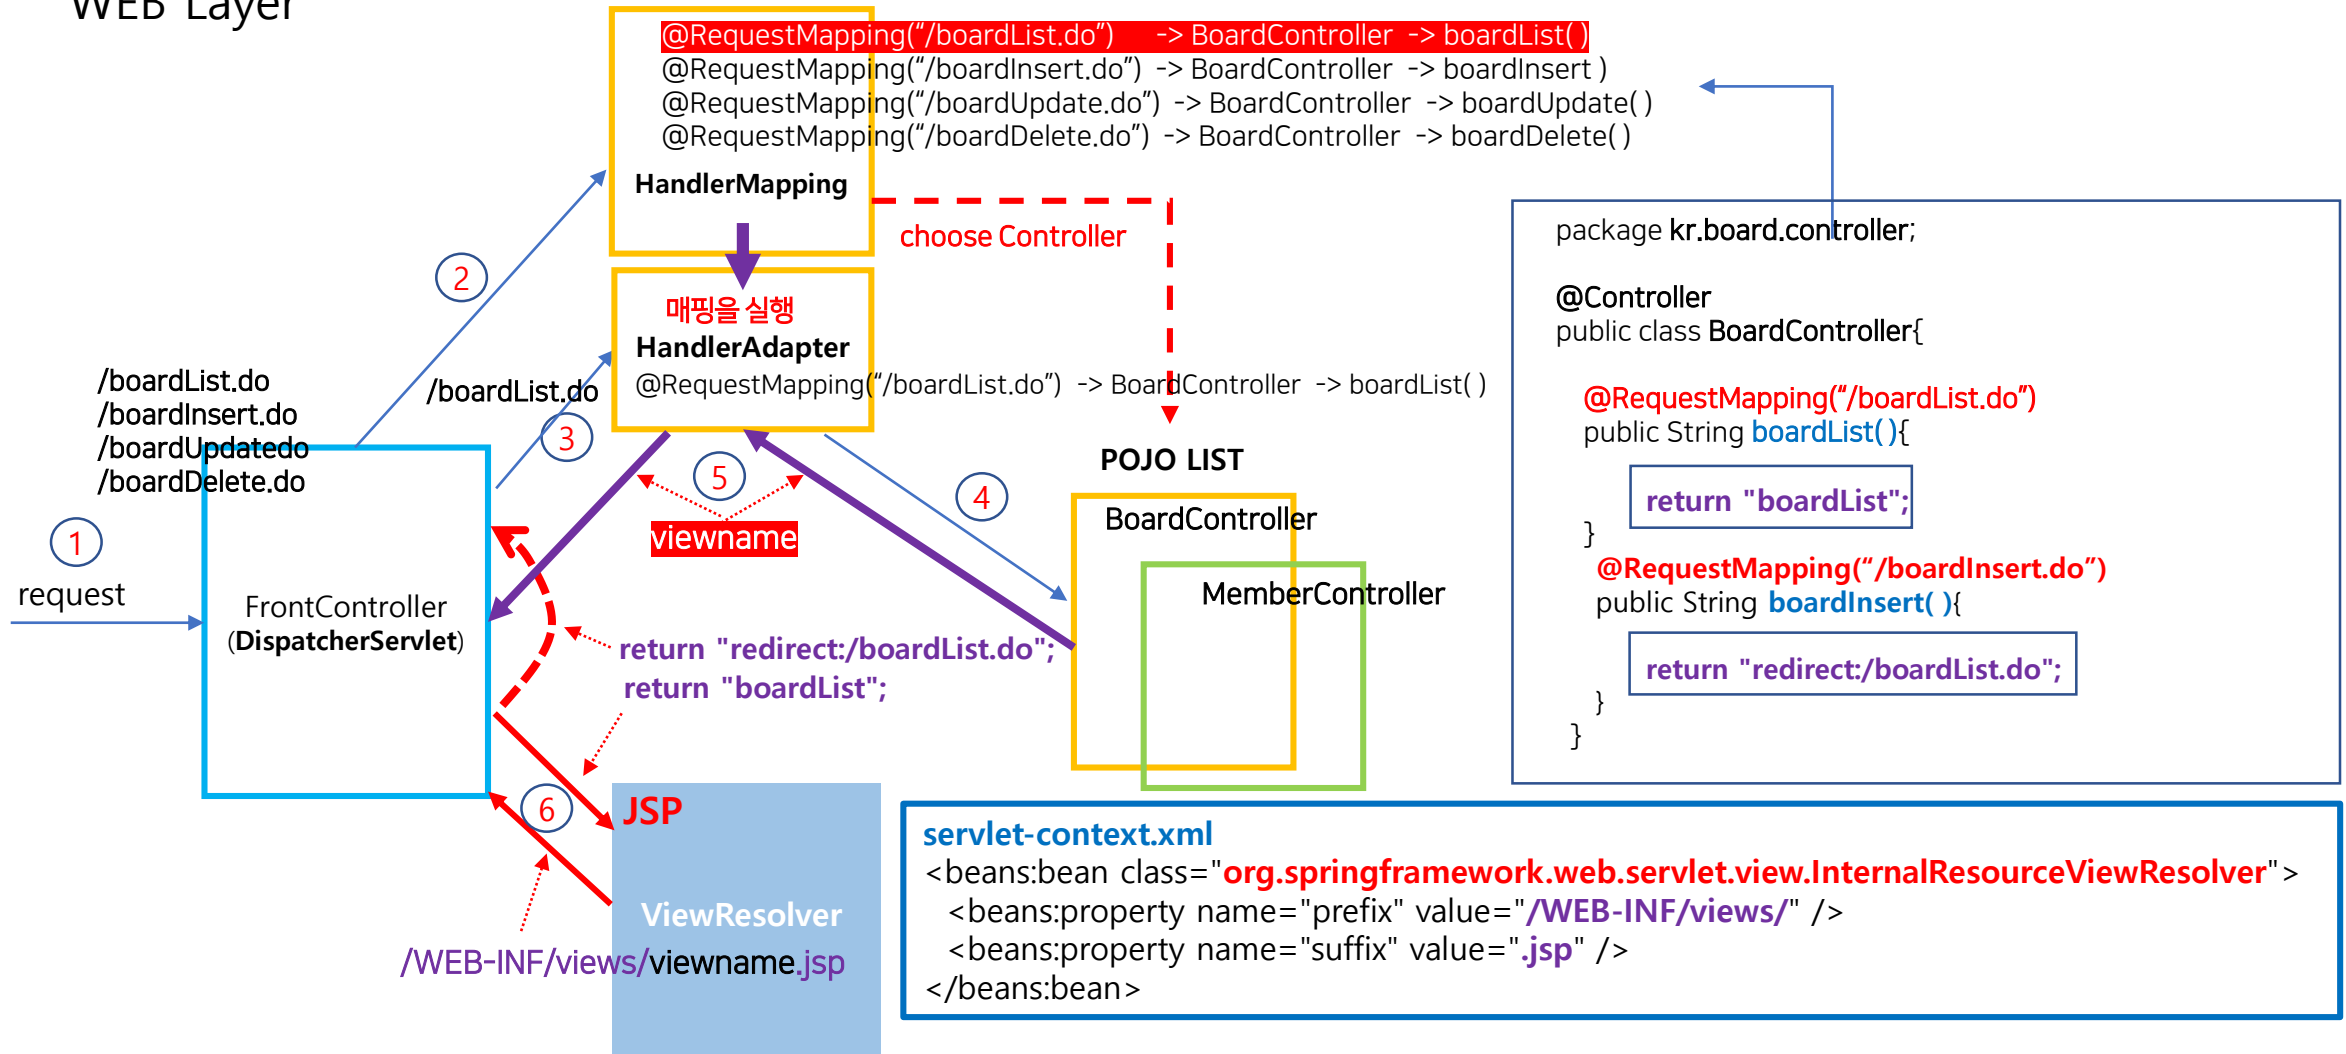 WEB Layer
@RequestMapping("/boardList.do") -> BoardController -> boardList( )
@RequestMapping("/boardInsert.do") -> BoardController -> boardInsert )
@RequestMapping("/boardUpdate.do") -> BoardController -> boardUpdate( )
@RequestMapping("/boardDelete.do") -> BoardController -> boardDelete( )
HandlerMapping
choose Controller
2
매핑을 실행
HandlerAdapter
@RequestMapping("/boardList.do") -> BoardController -> boardList( )
/boardList.do
/boardInsert.do
/boardUpdatedo
/boardDelete.do
/boardList.do
3
5
4
viewname
1
request
FrontController
(DispatcherServlet)
POJO LIST
BoardController
MemberController
return "redirect:/boardList.do";
return "boardList";
6
JSP
ViewResolver
/WEB-INF/views/viewname.jsp
package kr.board.controller;
@Controller
public class BoardController{
@RequestMapping("/boardList.do")
public String boardList( ){
return "boardList";
}
@RequestMapping("/boardInsert.do")
public String boardInsert( ){
return "redirect:/boardList.do";
}
}
servlet-context.xml
<beans:bean class="org.springframework.web.servlet.view.InternalResourceViewResolver">
<beans:property name="prefix" value="/WEB-INF/views/" />
<beans:property name="suffix" value=".jsp" />
</beans:bean>